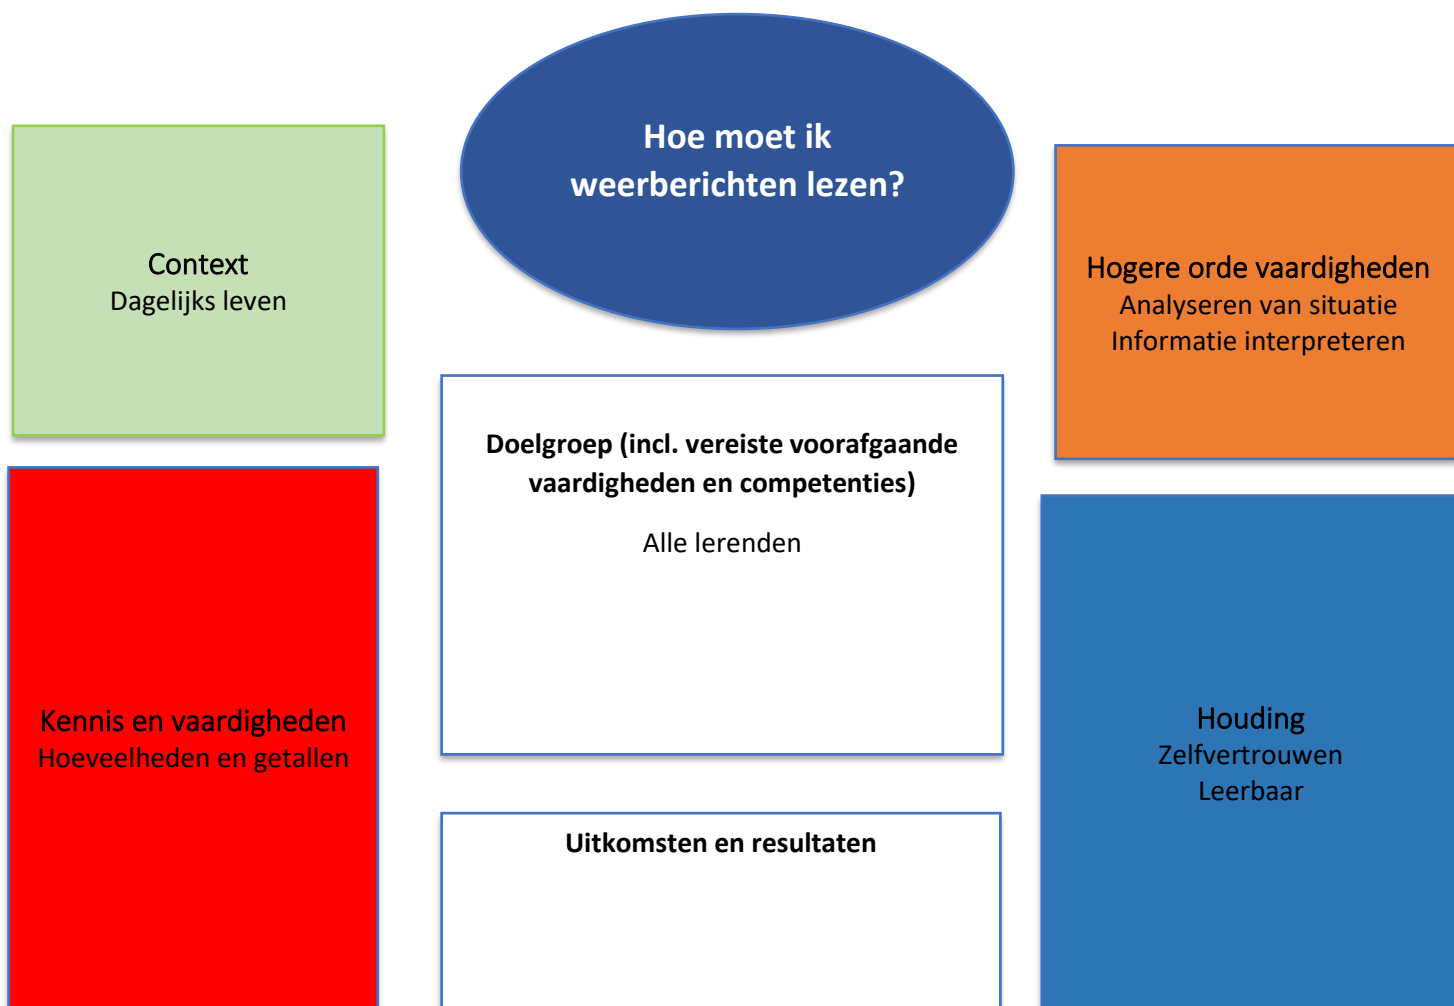 Hoe moet ik
weerberichten lezen?
Context
Dagelijks leven
Hogere orde vaardigheden
Analyseren van situatie
Informatie interpreteren
Doelgroep (incl. vereiste voorafgaande
vaardigheden en competenties)
Alle lerenden
Kennis en vaardigheden
Hoeveelheden en getallen
Houding
Zelfvertrouwen
Leerbaar
Uitkomsten en resultaten